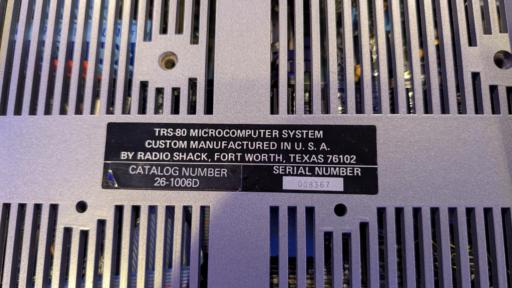 TRS-80 MICROCOMPUTER SYSTEM
CUSTOM MANUFACTURED IN U. S. A.
BY RADIO SHACK, FORT WORTH, TEXAS 76102
CATALOG NUMBER
26-1006D
SERIAL NUMBER
008367